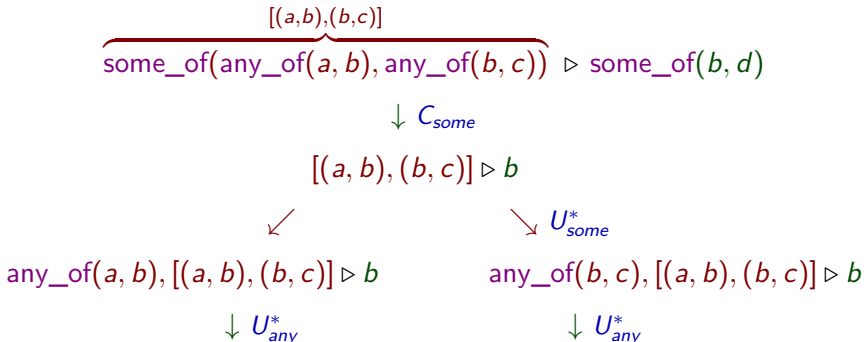 [(a,b),(b,c)]
some_of(any_of(a, b), any_of(b, c)) ▷ some_of(b, d)
↓ C_some
[(a, b), (b, c)] ▷ b
↙ ↘ U*_some
any_of(a, b), [(a, b), (b, c)] ▷ b any_of(b, c), [(a, b), (b, c)] ▷ b
↓ U*_any ↓ U*_any